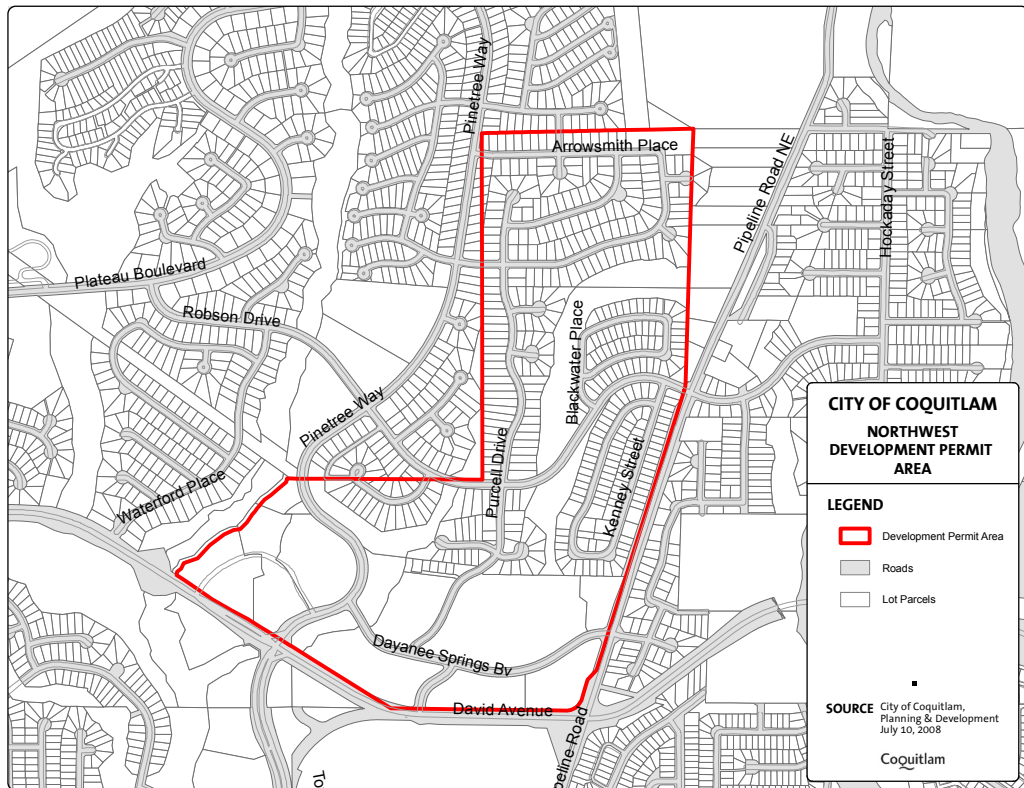 Pinetree Way
Arrowsmith Place
Pipeline Road NE
Hockaday Street
Plateau Boulevard
Robson Drive
Blackwater Place
Pinetree Way
Purcell Drive
Kenney Street
Waterford Place
Dayanee Springs Bv
David Avenue
peline Road
To
CITY OF COQUITLAM
NORTHWEST
DEVELOPMENT PERMIT
AREA
LEGEND
Development Permit Area
Roads
Lot Parcels
SOURCE City of Coquitlam,
Planning & Development
July 10, 2008
Coquitlam